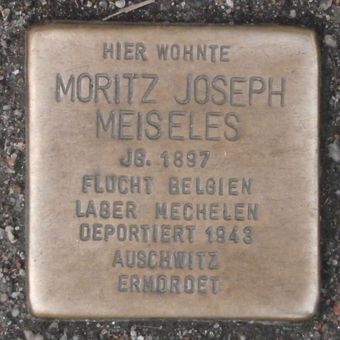 HIER WOHNTE
MORITZ JOSEPH
MEISELES
JG. 1897
FLUCHT BELGIEN
LAGER MECHELEN
DEPORTIERT 1943
AUSCHWITZ
ERMORDET